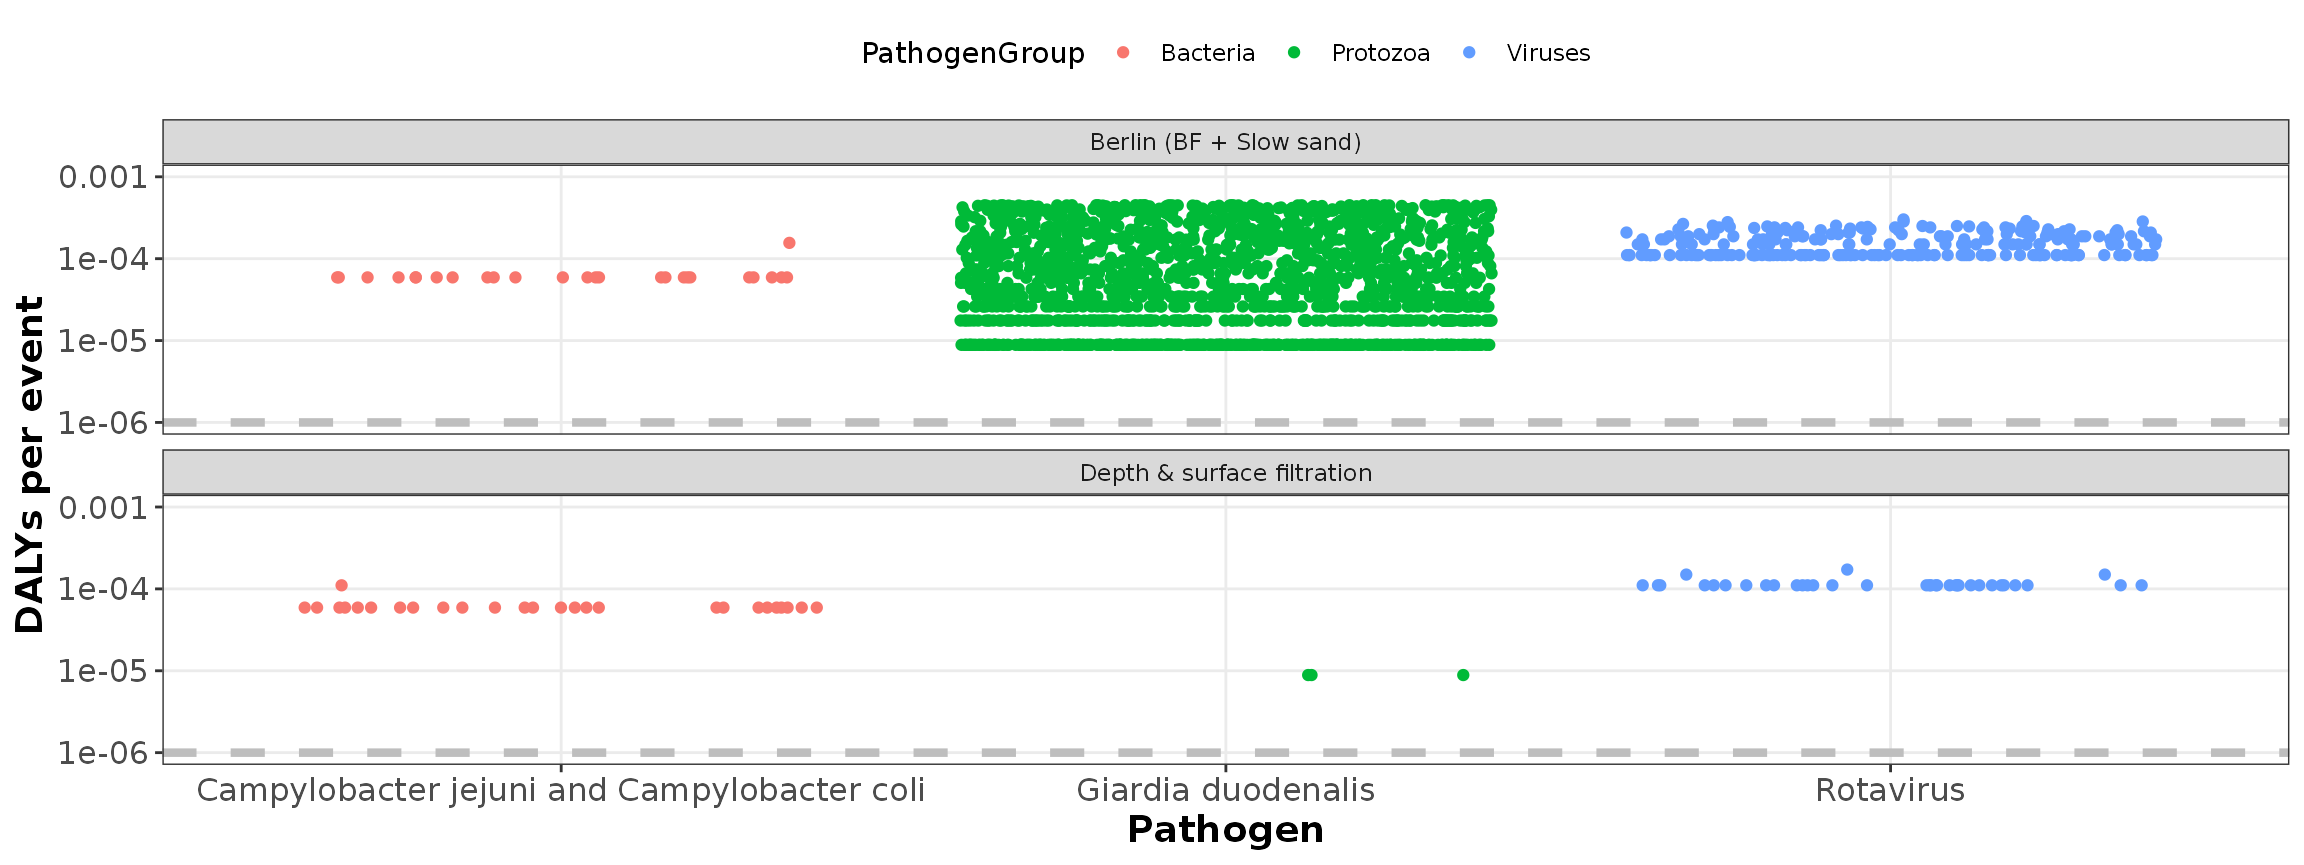 PathogenGroup Bacteria Protozoa Viruses
Berlin (BF + Slow sand)
0.001
1e-04
1e-05
1e-06
Depth & surface filtration
0.001
1e-04
1e-05
1e-06
DALYs per event
Campylobacter jejuni and Campylobacter coli Giardia duodenalis Rotavirus
Pathogen